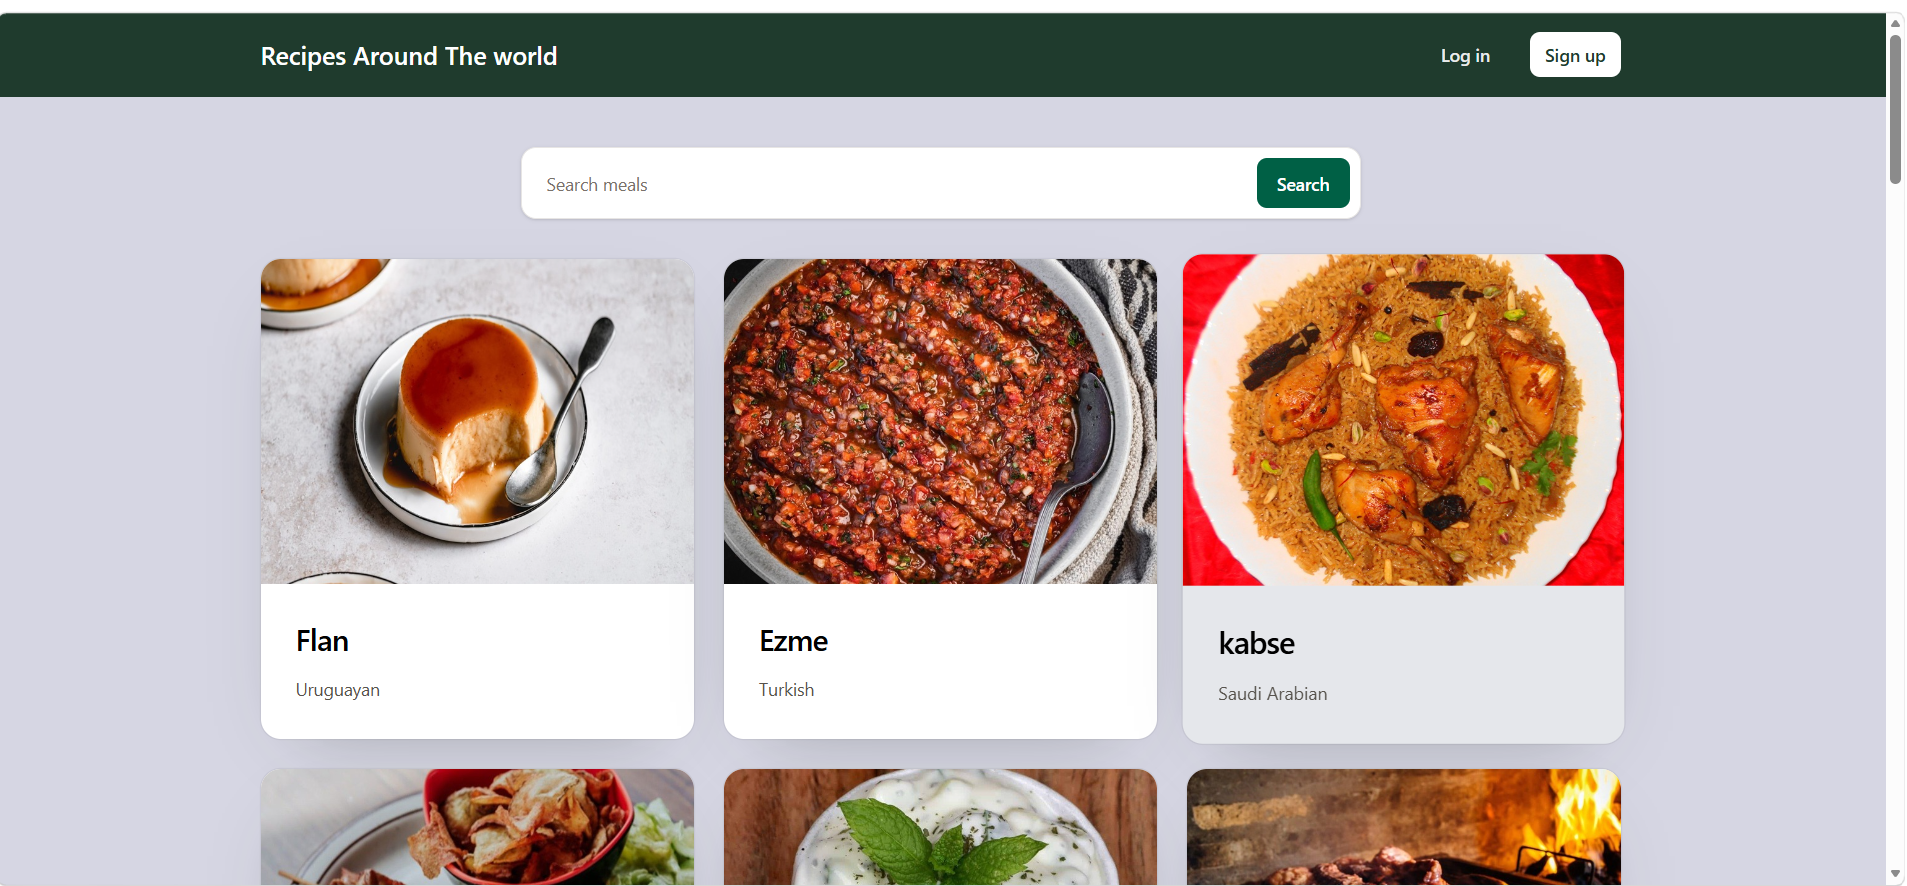 Recipes Around The world
Log in
Sign up
Search meals
Search
Flan
Uruguayan
Ezme
Turkish
kabse
Saudi Arabian